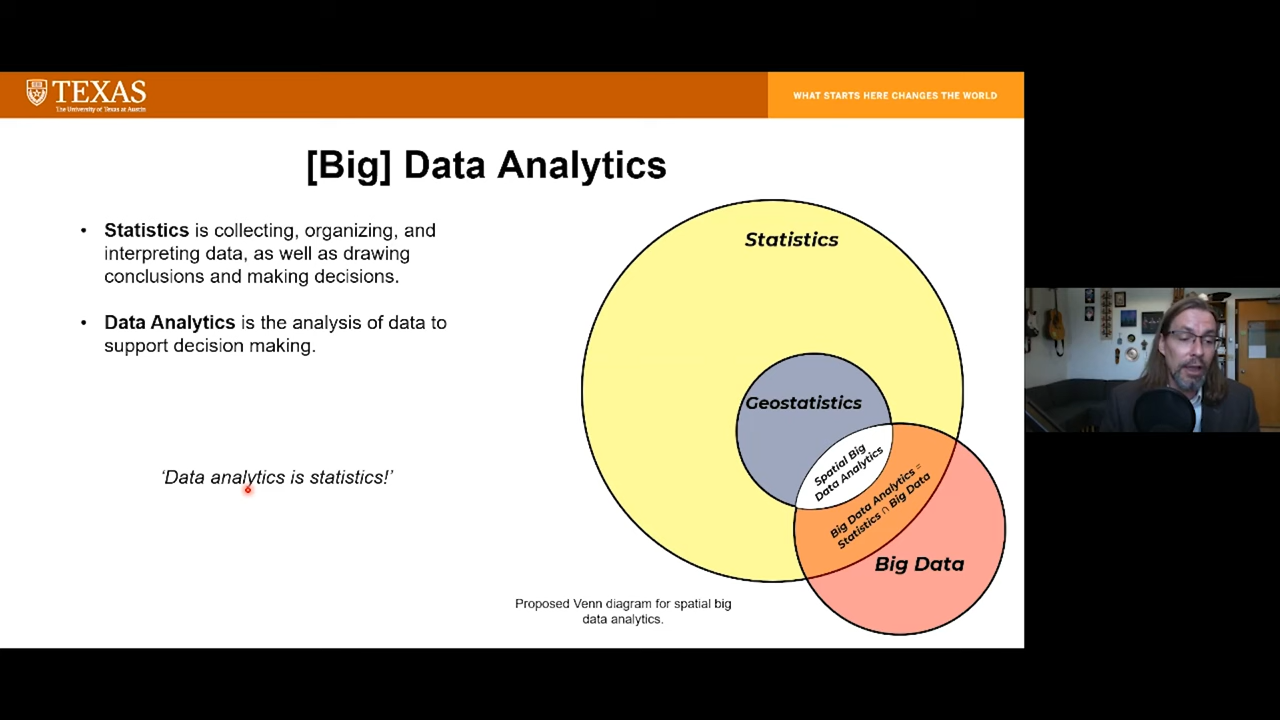 TEXAS
The University of Texas at Austin
WHAT STARTS HERE CHANGES THE WORLD
[Big] Data Analytics
• Statistics is collecting, organizing, and
interpreting data, as well as drawing
conclusions and making decisions.
• Data Analytics is the analysis of data to
support decision making.
'Data analytics is statistics!'
Statistics
Geostatistics
Spatial Big
Data Analytics
Big Data Analytics =
Statistics ∩ Big Data
Big Data
Proposed Venn diagram for spatial big
data analytics.